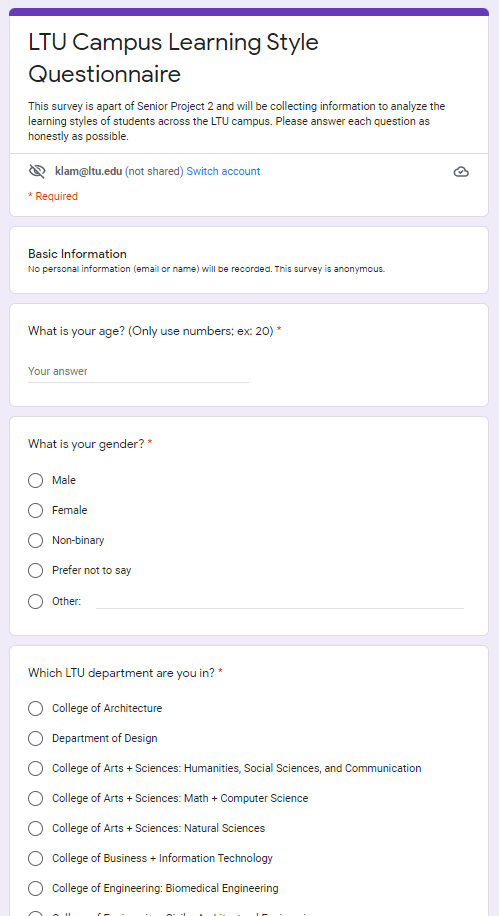 LTU Campus Learning Style
Questionnaire
This survey is apart of Senior Project 2 and will be collecting information to analyze the
learning styles of students across the LTU campus. Please answer each question as
honestly as possible.
klam@ltu.edu (not shared) Switch account
* Required
Basic Information
No personal information (email or name) will be recorded. This survey is anonymous.
What is your age? (Only use numbers; ex: 20) *
Your answer
What is your gender? *
Male
Female
Non-binary
Prefer not to say
Other:
Which LTU department are you in? *
College of Architecture
Department of Design
College of Arts + Sciences: Humanities, Social Sciences, and Communication
College of Arts + Sciences: Math + Computer Science
College of Arts + Sciences: Natural Sciences
College of Business + Information Technology
College of Engineering: Biomedical Engineering